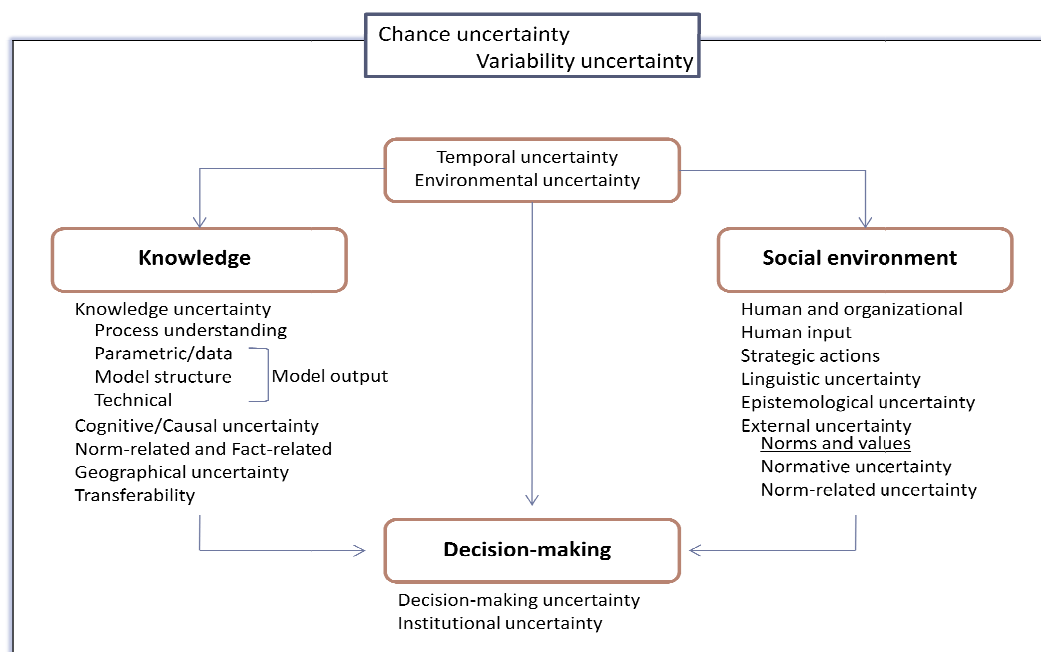 Chance uncertainty
Variability uncertainty
Temporal uncertainty
Environmental uncertainty
Knowledge
Knowledge uncertainty
Process understanding
Parametric/data
Model structure
Technical
Model output
Cognitive/Causal uncertainty
Norm-related and Fact-related
Geographical uncertainty
Transferability
Social environment
Human and organizational
Human input
Strategic actions
Linguistic uncertainty
Epistemological uncertainty
External uncertainty
Norms and values
Normative uncertainty
Norm-related uncertainty
Decision-making
Decision-making uncertainty
Institutional uncertainty